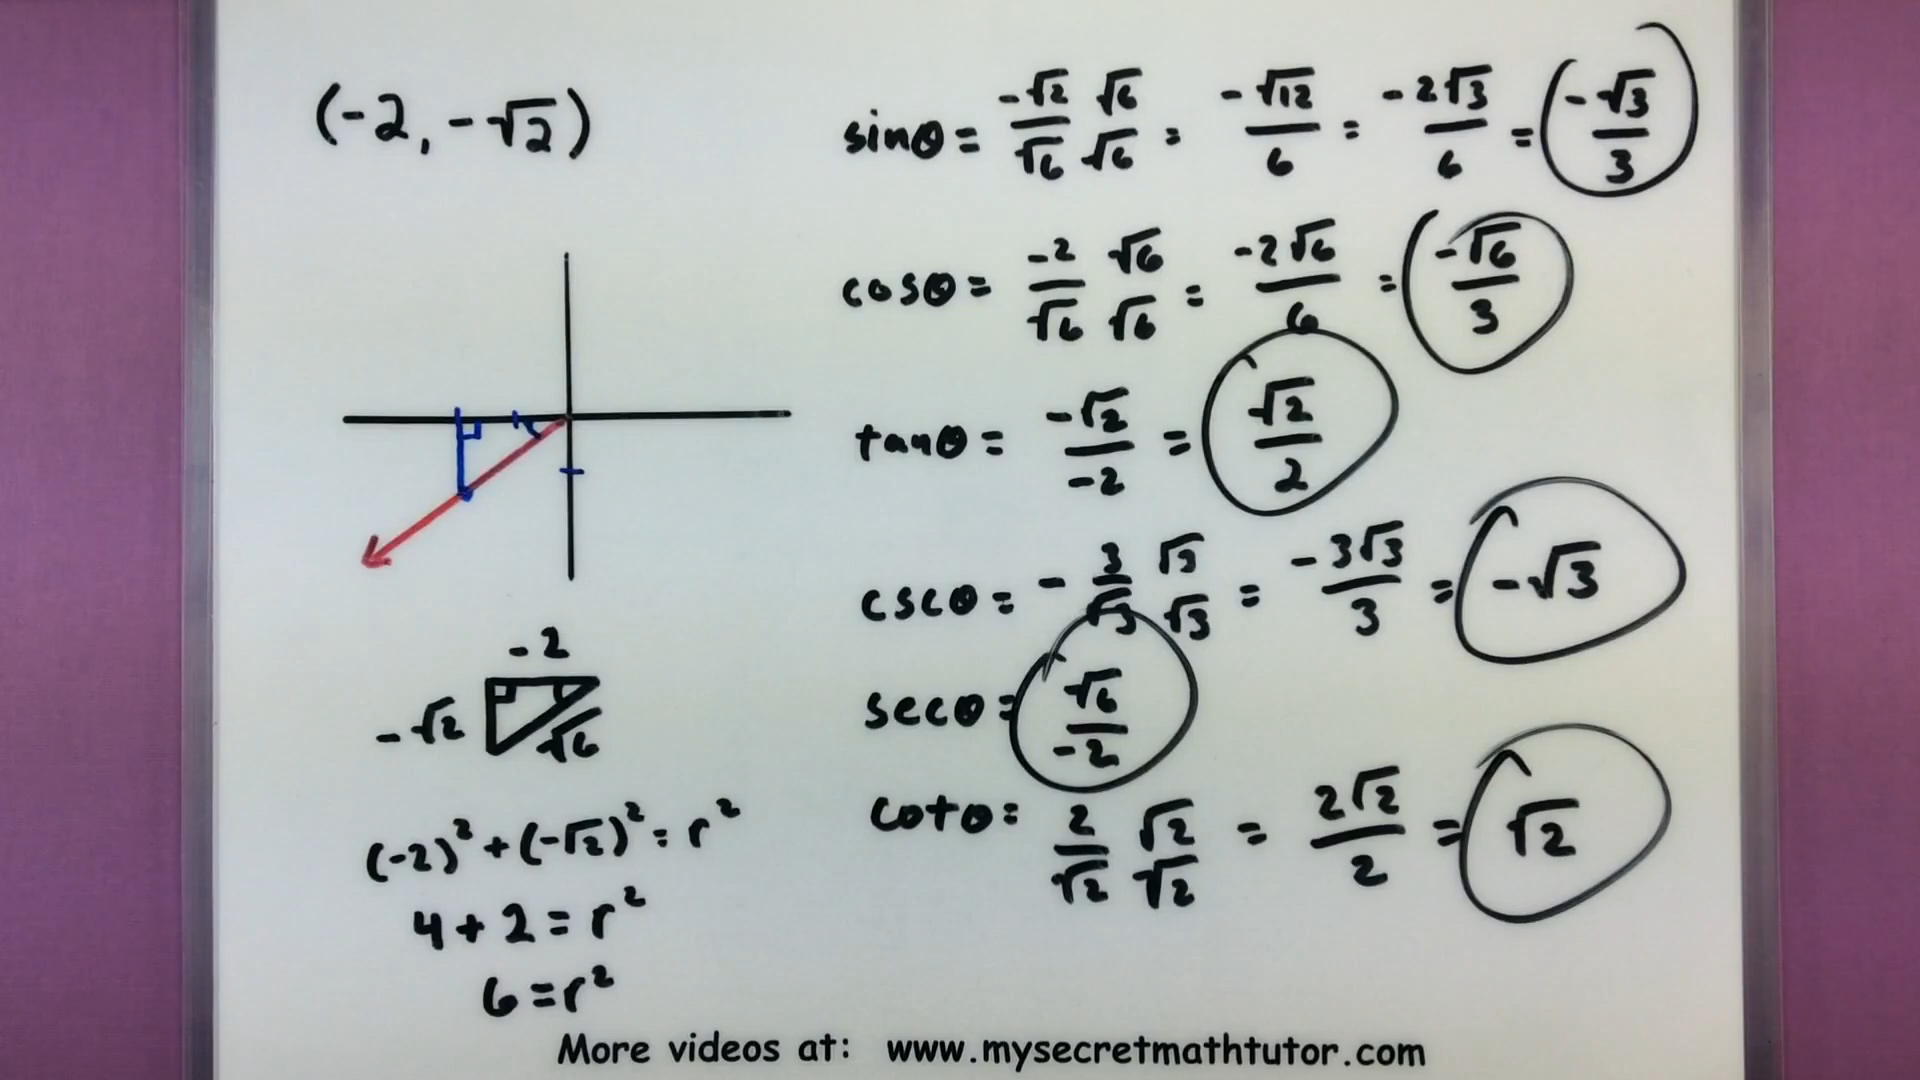 (-2, -√2)
sinθ = -√2/√6 √6/√6 = -√12/6 = -2√3/6 = -√3/3
cosθ = -2/√6 √6/√6 = -2√6/6 = -√6/3
tanθ = -√2/-2 = √2/2
cscθ = - 3/√3 √3/√3 = -3√3/3 = -√3
secθ = √6/-2
cotθ = 2/√2 √2/√2 = 2√2/2 = √2
-2
-√2
√6
(-2)² + (-√2)² = r²
4 + 2 = r²
6 = r²
More videos at: www.mysecretmathtutor.com